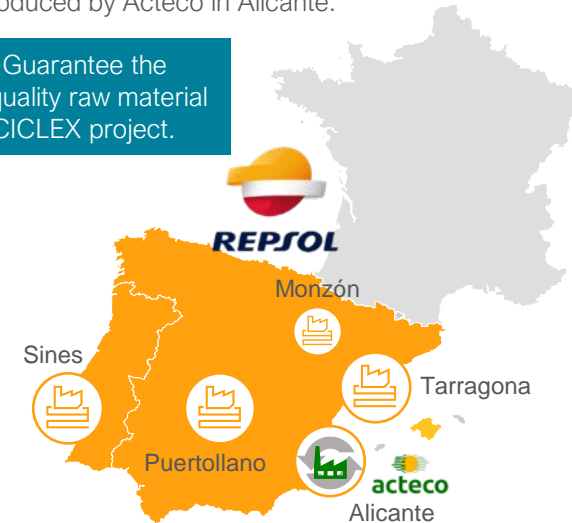 oduced by Acteco in Alicante.
Guarantee the
quality raw material
CICLEX project.
REPSOL
Monzón
Sines
Tarragona
Puertollano
acteco
Alicante